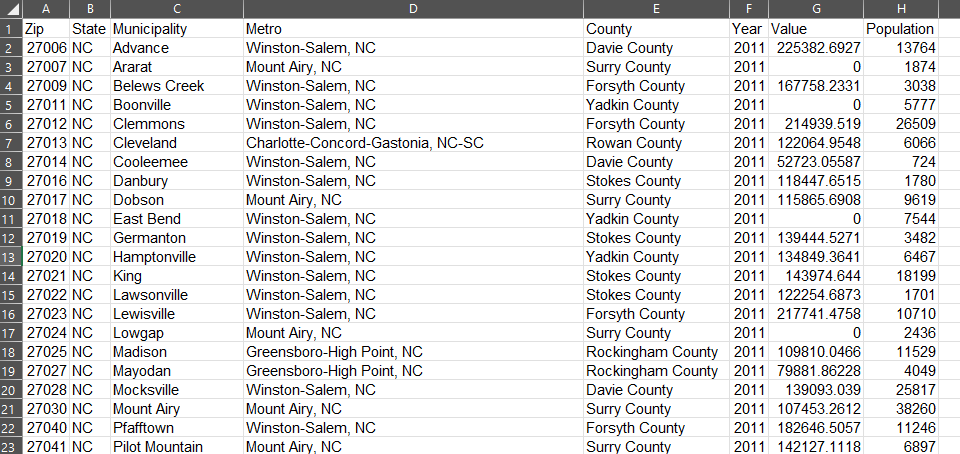 A B C D E F G H
1 Zip State Municipality Metro County Year Value Population
2 27006 NC Advance Winston-Salem, NC Davie County 2011 225382.6927 13764
3 27007 NC Ararat Mount Airy, NC Surry County 2011 0 1874
4 27009 NC Belews Creek Winston-Salem, NC Forsyth County 2011 167758.2331 3038
5 27011 NC Boonville Winston-Salem, NC Yadkin County 2011 0 5777
6 27012 NC Clemmons Winston-Salem, NC Forsyth County 2011 214939.519 26509
7 27013 NC Cleveland Charlotte-Concord-Gastonia, NC-SC Rowan County 2011 122064.9548 6066
8 27014 NC Cooleemee Winston-Salem, NC Davie County 2011 52723.05587 724
9 27016 NC Danbury Winston-Salem, NC Stokes County 2011 118447.6515 1780
10 27017 NC Dobson Mount Airy, NC Surry County 2011 115865.6908 9619
11 27018 NC East Bend Winston-Salem, NC Yadkin County 2011 0 7544
12 27019 NC Germanton Winston-Salem, NC Stokes County 2011 139444.5271 3482
13 27020 NC Hamptonville Winston-Salem, NC Yadkin County 2011 134849.3641 6467
14 27021 NC King Winston-Salem, NC Stokes County 2011 143974.644 18199
15 27022 NC Lawsonville Winston-Salem, NC Stokes County 2011 122254.6873 1701
16 27023 NC Lewisville Winston-Salem, NC Forsyth County 2011 217741.4758 10710
17 27024 NC Lowgap Mount Airy, NC Surry County 2011 0 2436
18 27025 NC Madison Greensboro-High Point, NC Rockingham County 2011 109810.0466 11529
19 27027 NC Mayodan Greensboro-High Point, NC Rockingham County 2011 79881.86228 4049
20 27028 NC Mocksville Winston-Salem, NC Davie County 2011 139093.039 25817
21 27030 NC Mount Airy Mount Airy, NC Surry County 2011 107453.2612 38260
22 27040 NC Pfafftown Winston-Salem, NC Forsyth County 2011 182646.5057 11246
23 27041 NC Pilot Mountain Mount Airy, NC Surry County 2011 142127.1118 6897